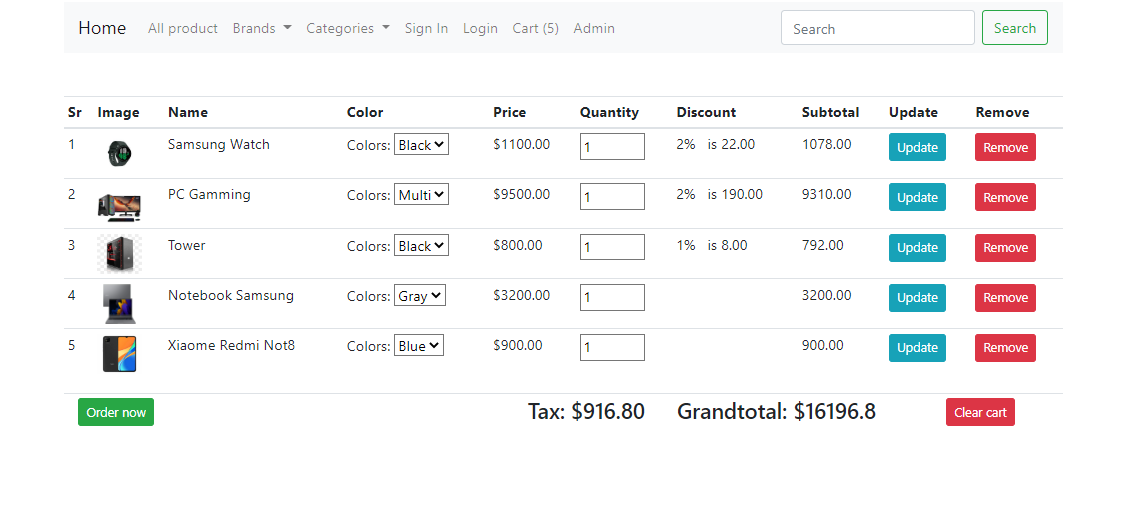 Home All product Brands Categories Sign In Login Cart (5) Admin Search Search
Sr Image Name Color Price Quantity Discount Subtotal Update Remove
1 Samsung Watch Colors: Black $1100.00 1 2% is 22.00 1078.00 Update Remove
2 PC Gamming Colors: Multi $9500.00 1 2% is 190.00 9310.00 Update Remove
3 Tower Colors: Black $800.00 1 1% is 8.00 792.00 Update Remove
4 Notebook Samsung Colors: Gray $3200.00 1 3200.00 Update Remove
5 Xiaome Redmi Not8 Colors: Blue $900.00 1 900.00 Update Remove
Order now Tax: $916.80 Grandtotal: $16196.8 Clear cart